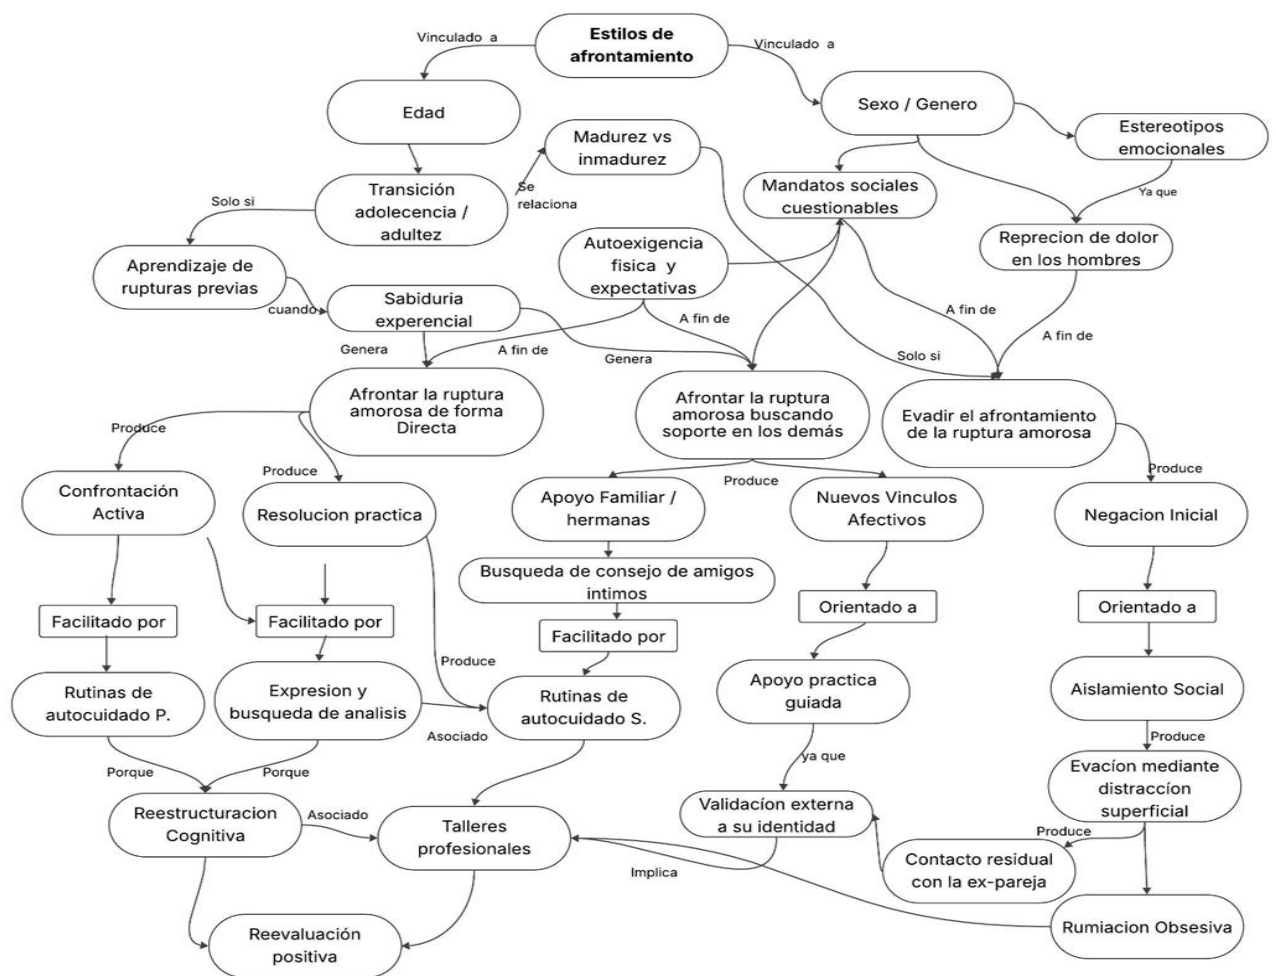 Estilos de
afrontamiento
Vinculado a
Vinculado a
Edad
Sexo / Genero
Madurez vs
inmadurez
Estereotipos
emocionales
Transición
adolecencia /
adultez
Se
relaciona
Mandatos sociales
cuestionables
Ya que
Solo si
Reprecion de dolor
en los hombres
Aprendizaje de
rupturas previas
Autoexigencia
fisica y
expectativas
cuando
Sabiduria
experencial
A fin de
A fin de
A fin de
A fin de
Genera
Genera
Solo si
Afrontar la ruptura
amorosa de forma
Directa
Afrontar la ruptura
amorosa buscando
soporte en los demás
Evadir el afrontamiento
de la ruptura amorosa
Produce
Produce
Produce
Produce
Confrontación
Activa
Resolucion practica
Apoyo Familiar /
hermanas
Nuevos Vinculos
Afectivos
Negacion Inicial
Busqueda de consejo de amigos
intimos
Facilitado por
Facilitado por
Facilitado por
Orientado a
Orientado a
Produce
Rutinas de
autocuidado P.
Expresion y
busqueda de analisis
Rutinas de
autocuidado S.
Apoyo practica
guiada
Aislamiento Social
Asociado
Produce
Porque
Porque
ya que
Evacíon mediante
distraccíon
superficial
Reestructuracion
Cognitiva
Asociado
Talleres
profesionales
Validacíon externa
a su identidad
Produce
Contacto residual
con la ex-pareja
Implica
Rumiacion Obsesiva
Reevaluación
positiva